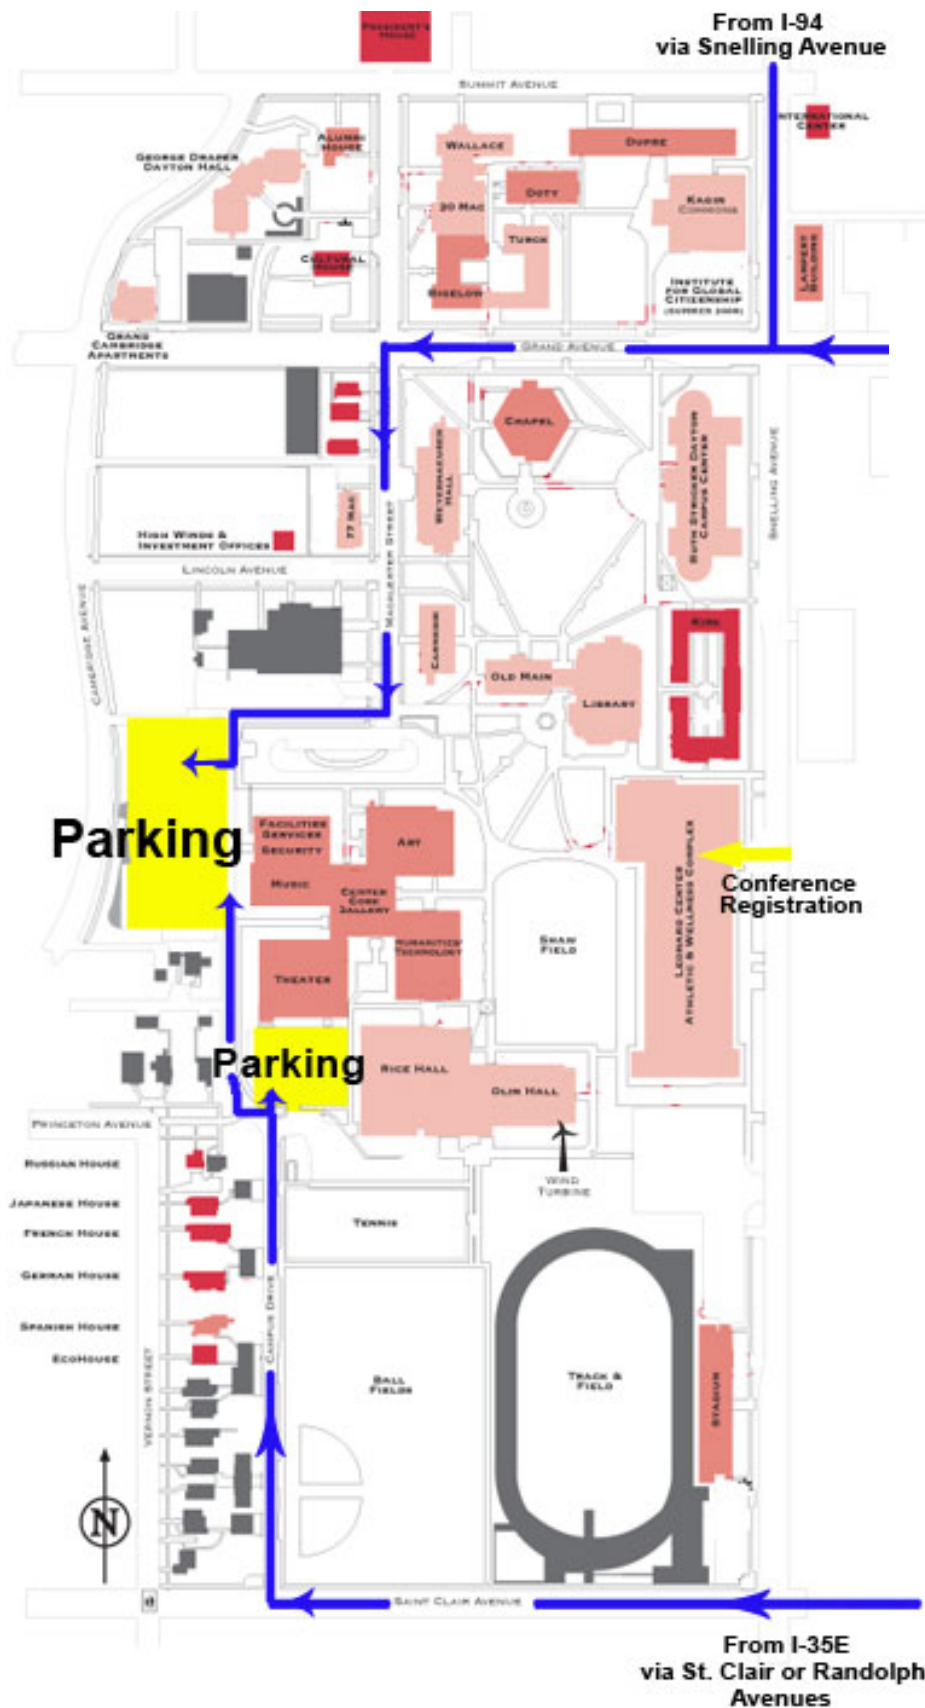 PRESIDENT'S
HOUSE
From I-94
via Snelling Avenue
SUMMIT AVENUE
INTERNATIONAL
CENTER
ALUMNI
HOUSE
GEORGE DRAPER
DAYTON HALL
WALLACE
DUPRE
30 MAC
DOTY
KAGIN
COMMONS
TURCK
CULTURAL
HOUSE
LAMPERT
BUILDING
BIGELOW
INSTITUTE
FOR GLOBAL
CITIZENSHIP
(SUMMER 2008)
GRAND
CAMBRIDGE
APARTMENTS
GRAND AVENUE
CHAPEL
WEYERHAEUSER
HALL
RUTH STRICKER DAYTON
CAMPUS CENTER
SNELLING AVENUE
77 MAC
HIGH WINDS &
INVESTMENT OFFICES
MACALESTER STREET
LINCOLN AVENUE
CAMBRIDGE AVENUE
CARNEGIE
KIRK
OLD MAIN
LIBRARY
Parking
FACILITIES
SERVICES
SECURITY
ART
MUSIC
CENTER
CORE
GALLERY
LEONARD CENTER
ATHLETIC & WELLNESS COMPLEX
Conference
Registration
HUMANITIES/
TECHNOLOGY
SHAW
FIELD
THEATER
Parking
RICE HALL
OLIN HALL
PRINCETON AVENUE
RUSSIAN HOUSE
WIND
TURBINE
JAPANESE HOUSE
FRENCH HOUSE
TENNIS
GERMAN HOUSE
SPANISH HOUSE
CAMPUS DRIVE
ECOHOUSE
VERNON STREET
BALL
FIELDS
TRACK &
FIELD
STADIUM
N
SAINT CLAIR AVENUE
From I-35E
via St. Clair or Randolph
Avenues